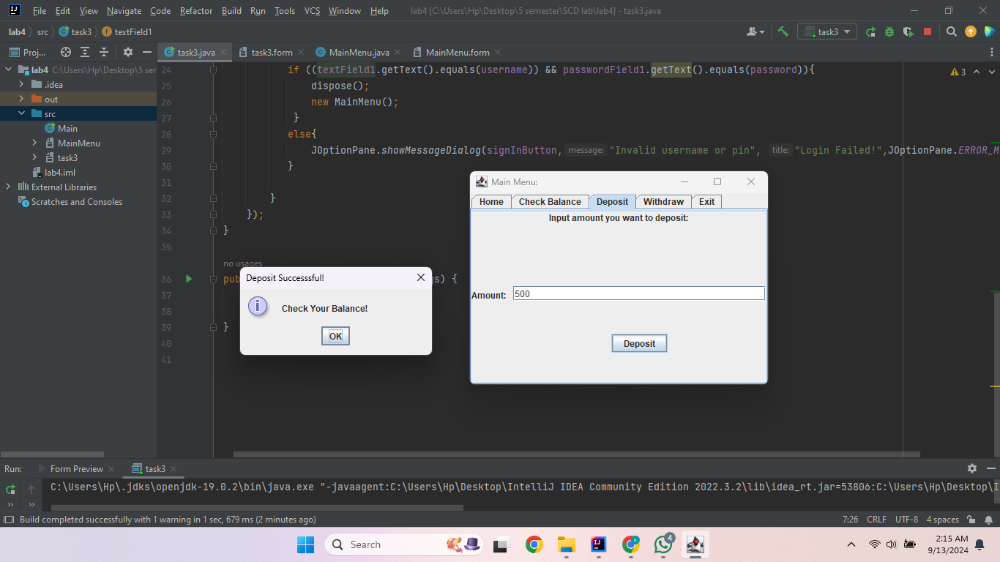 File Edit View Navigate Code Refactor Build Run Tools VCS Window Help lab4 [C:\Users\Hp\Desktop\5 semester\SCD lab\lab4] - task3.java
lab4 src task3 textField1 task3
Proj... task3.java task3.form MainMenu.java MainMenu.form
lab4 C:\Users\Hp\Desktop\5 sem
.idea
out
src
Main
MainMenu
task3
lab4.iml
External Libraries
Scratches and Consoles
3
24 if ((textField1.getText().equals(username)) && passwordField1.getText().equals(password)){
25 dispose();
26 new MainMenu();
27 }
28 else{
29 JOptionPane.showMessageDialog(signInButton, message: "Invalid username or pin", title: "Login Failed!",JOptionPane.ERROR_M
30 }
31
32 }
33 });
34 }
35
no usages
36 pu s) {
37
38
39 }
40
41
Main Menu:
Home Check Balance Deposit Withdraw Exit
Input amount you want to deposit:
Amount: 500
Deposit
Deposit Successsful!
Check Your Balance!
OK
Run: Form Preview task3
C:\Users\Hp\.jdks\openjdk-19.0.2\bin\java.exe "-javaagent:C:\Users\Hp\Desktop\IntelliJ IDEA Community Edition 2022.3.2\lib\idea_rt.jar=53806:C:\Users\Hp\Desktop\I
Build completed successfully with 1 warning in 1 sec, 679 ms (2 minutes ago) 7:26 CRLF UTF-8 4 spaces
Search 4 2:15 AM
9/13/2024